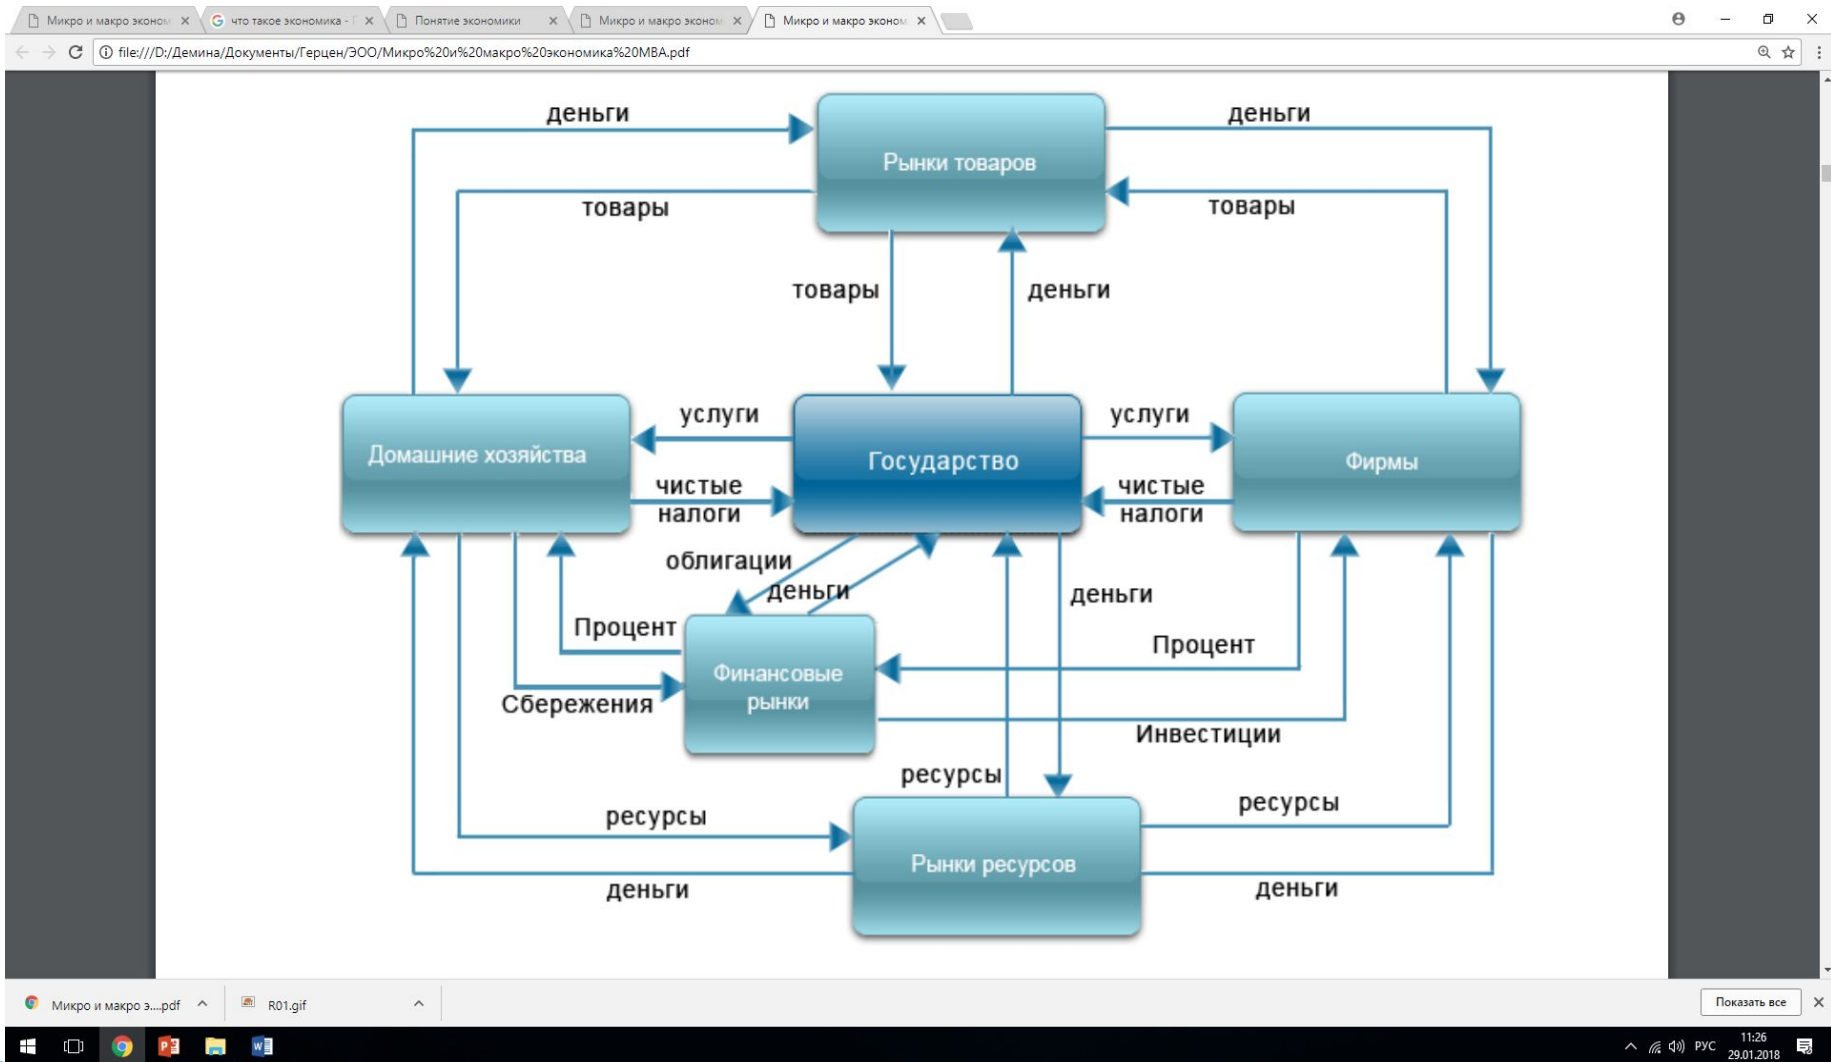 Микро и макро эконом
что такое экономика - Г
Понятие экономики
Микро и макро эконом
Микро и макро эконом
file:///D:/Демина/Документы/Герцен/ЭОО/Микро%20и%20макро%20экономика%20МВА.pdf
деньги
деньги
Рынки товаров
товары
товары
товары
деньги
услуги
услуги
Домашние хозяйства
Государство
Фирмы
чистые
налоги
чистые
налоги
облигации
деньги
деньги
Процент
Процент
Финансовые
рынки
Сбережения
Инвестиции
ресурсы
ресурсы
ресурсы
Рынки ресурсов
деньги
деньги
Микро и макро э....pdf
R01.gif
Показать все
РУС
11:26
29.01.2018